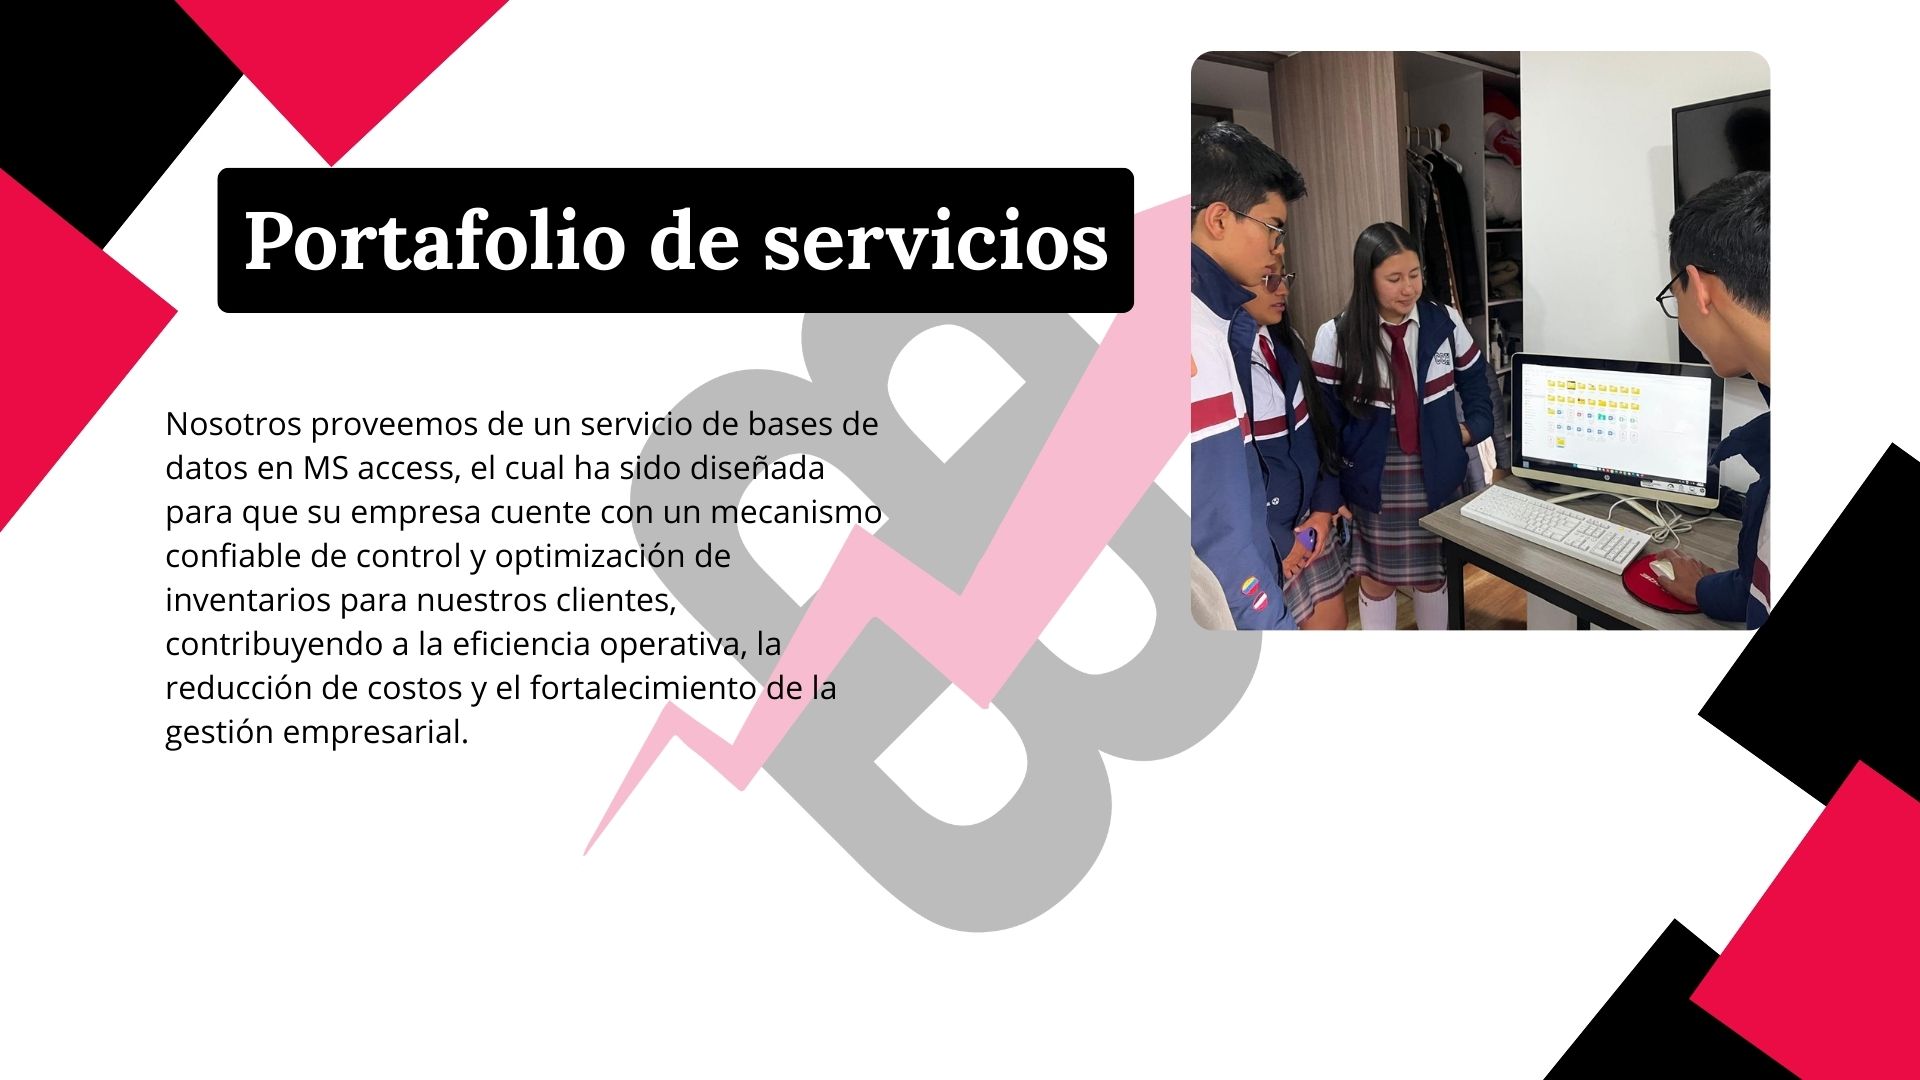 Portafolio de servicios
Nosotros proveemos de un servicio de bases de
datos en MS access, el cual ha sido diseñada
para que su empresa cuente con un mecanismo
confiable de control y optimización de
inventarios para nuestros clientes,
contribuyendo a la eficiencia operativa, la
reducción de costos y el fortalecimiento de la
gestión empresarial.